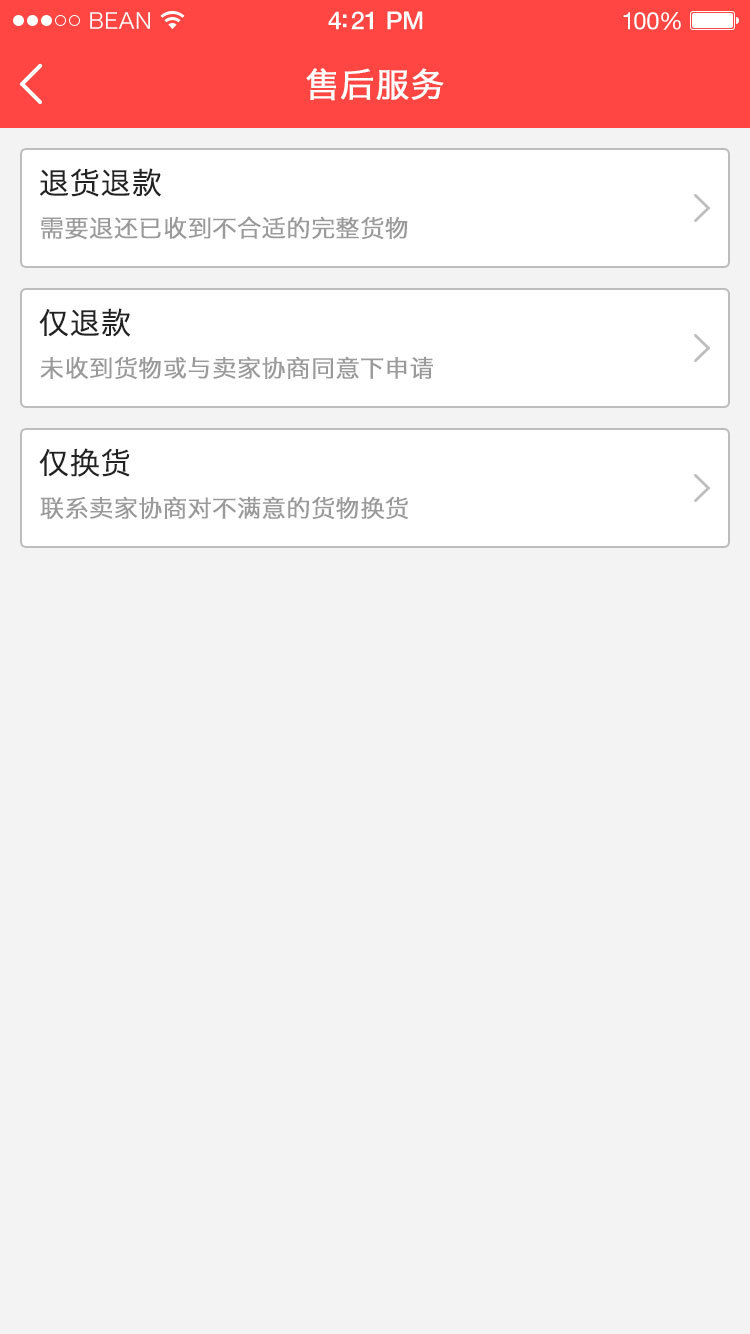 BEAN 4:21 PM 100%
售后服务
退货退款
需要退还已收到不合适的完整货物
仅退款
未收到货物或与卖家协商同意下申请
仅换货
联系卖家协商对不满意的货物换货